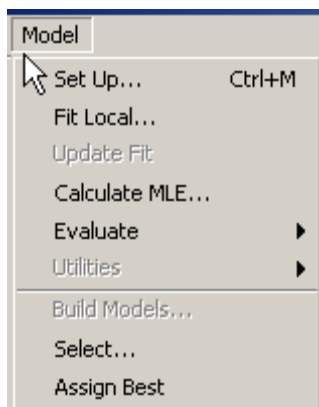 Model
Set Up... Ctrl+M
Fit Local...
Update Fit
Calculate MLE...
Evaluate
Utilities
Build Models...
Select...
Assign Best